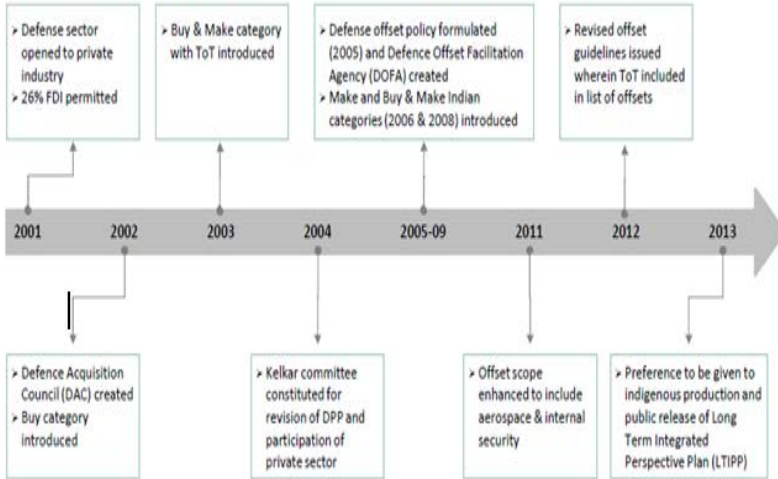 ➤ Defense sector
opened to private
industry
➤ 26% FDI permitted
➤ Buy & Make category
with ToT introduced
➤ Defense offset policy formulated
(2005) and Defence Offset Facilitation
Agency (DOFA) created
➤ Make and Buy & Make Indian
categories (2006 & 2008) introduced
➤ Revised offset
guidelines issued
wherein ToT included
in list of offsets
2001 2002 2003 2004 2005-09 2011 2012 2013
➤ Defence Acquisition
Council (DAC) created
➤ Buy category
introduced
➤ Kelkar committee
constituted for
revision of DPP and
participation of
private sector
➤ Offset scope
enhanced to include
aerospace & internal
security
➤ Preference to be given to
indigenous production and
public release of Long
Term Integrated
Perspective Plan (LTIPP)